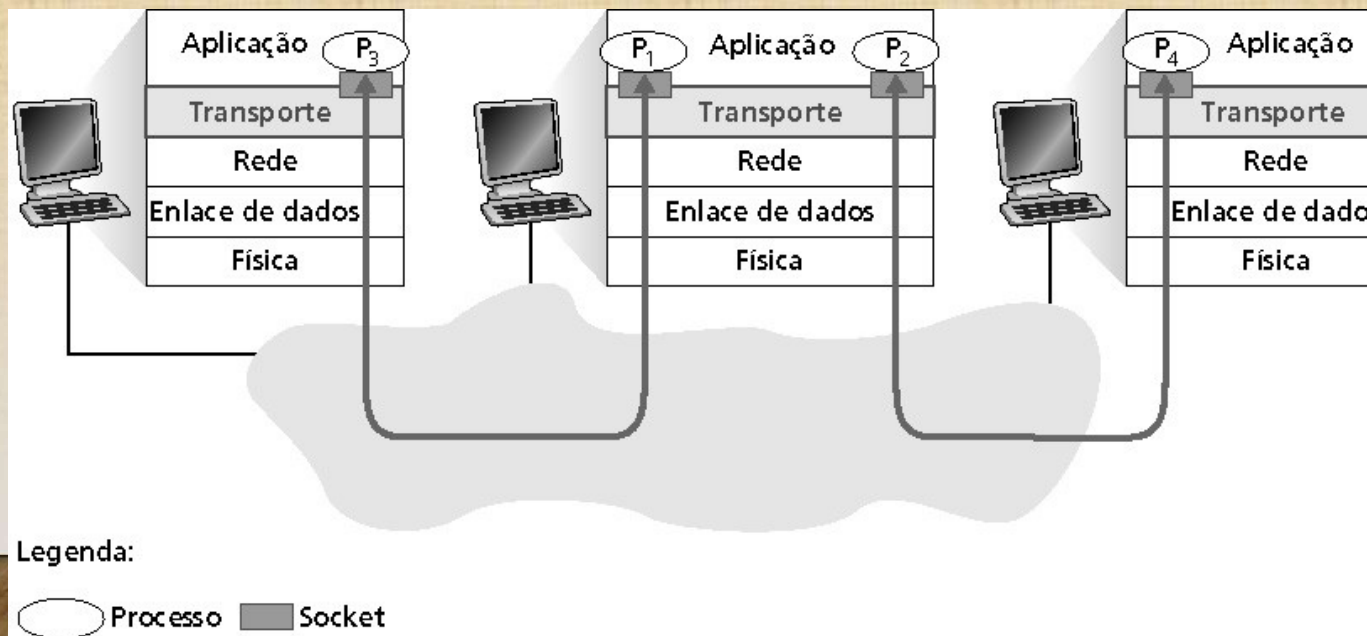 Aplicação P3
Transporte
Rede
Enlace de dados
Física
P1 Aplicação P2
Transporte
Rede
Enlace de dados
Física
P4 Aplicação
Transporte
Rede
Enlace de dado
Física
Legenda:
Processo Socket